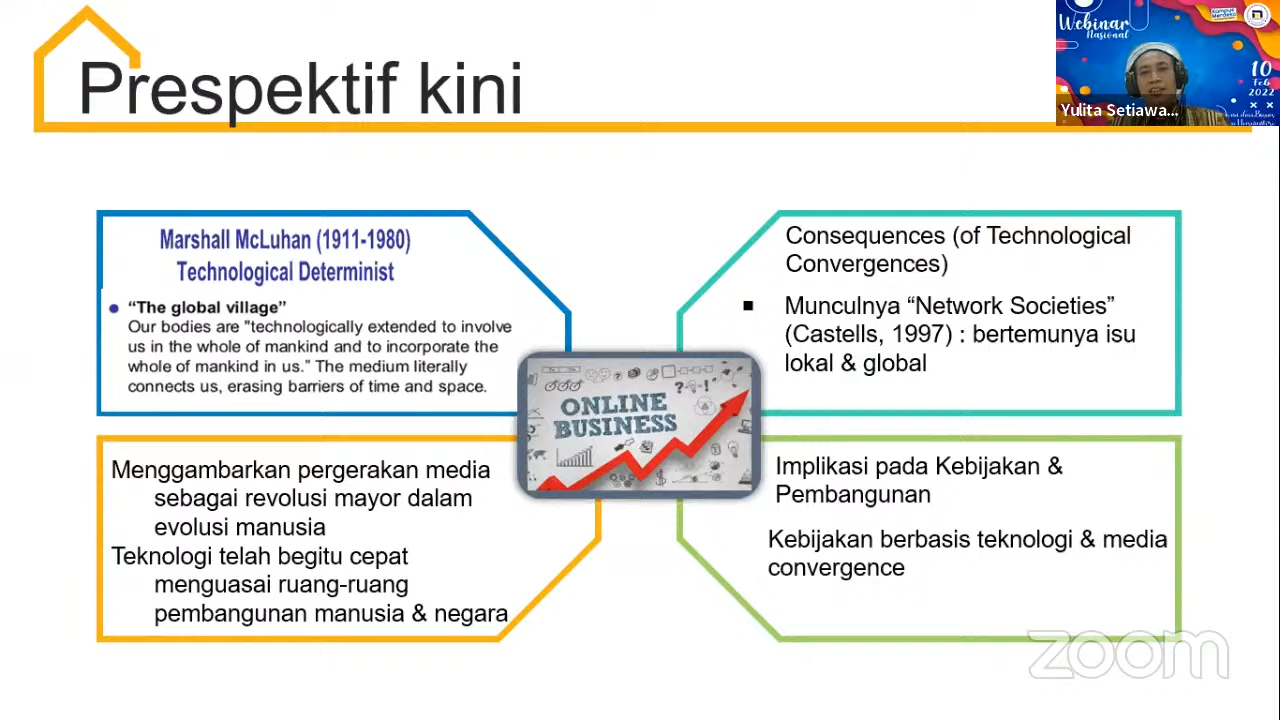 Prespektif kini
Webinar
Nasional
Kampus
Merdeka
10
Feb
2022
Yulita Setiawa...
Marshall McLuhan (1911-1980)
Technological Determinist
● “The global village”
Our bodies are "technologically extended to involve
us in the whole of mankind and to incorporate the
whole of mankind in us.” The medium literally
connects us, erasing barriers of time and space.
Consequences (of Technological
Convergences)
▪ Munculnya “Network Societies”
(Castells, 1997) : bertemunya isu
lokal & global
ONLINE
BUSINESS
Menggambarkan pergerakan media
sebagai revolusi mayor dalam
evolusi manusia
Teknologi telah begitu cepat
menguasai ruang-ruang
pembangunan manusia & negara
Implikasi pada Kebijakan &
Pembangunan
Kebijakan berbasis teknologi & media
convergence
zoom